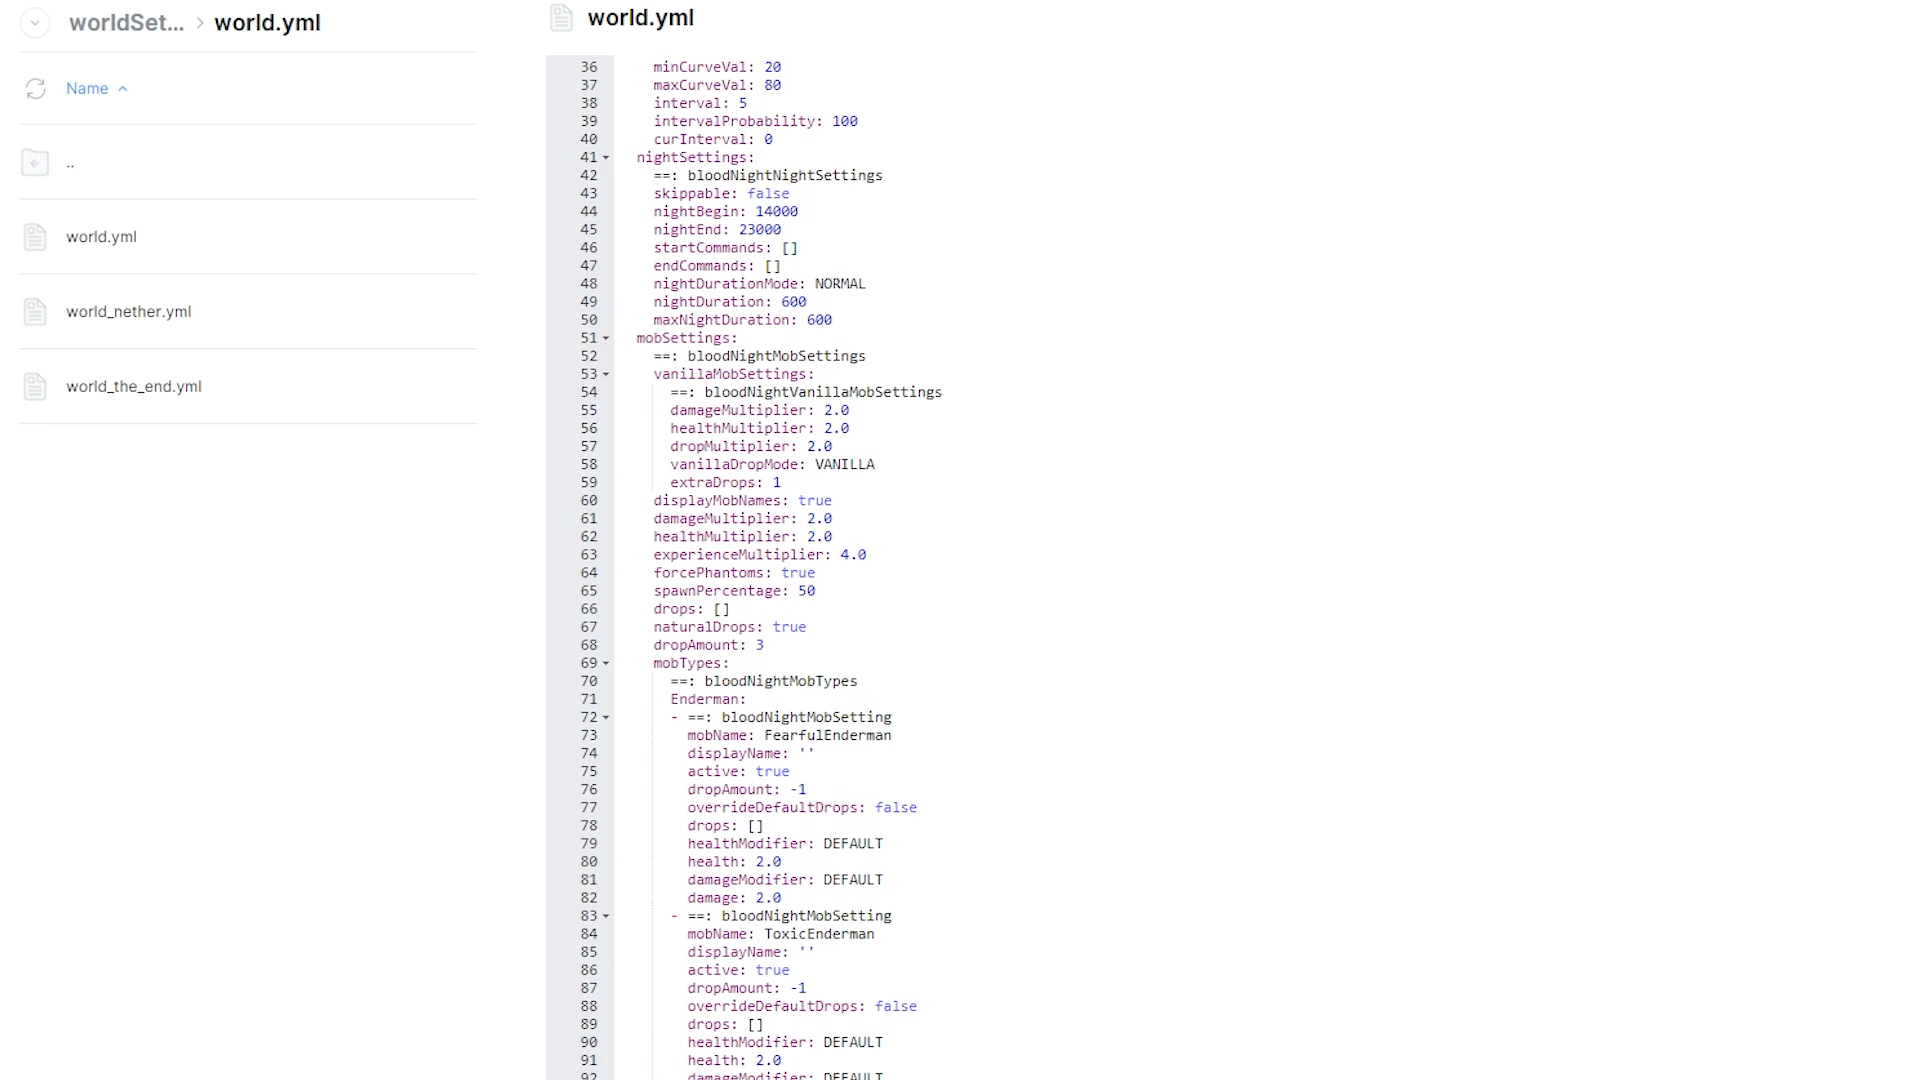 worldSet... > world.yml
Name
..
world.yml
world_nether.yml
world_the_end.yml
world.yml
36 minCurveVal: 20
37 maxCurveVal: 80
38 interval: 5
39 intervalProbability: 100
40 curInterval: 0
41 nightSettings:
42 ==: bloodNightNightSettings
43 skippable: false
44 nightBegin: 14000
45 nightEnd: 23000
46 startCommands: []
47 endCommands: []
48 nightDurationMode: NORMAL
49 nightDuration: 600
50 maxNightDuration: 600
51 mobSettings:
52 ==: bloodNightMobSettings
53 vanillaMobSettings:
54 ==: bloodNightVanillaMobSettings
55 damageMultiplier: 2.0
56 healthMultiplier: 2.0
57 dropMultiplier: 2.0
58 vanillaDropMode: VANILLA
59 extraDrops: 1
60 displayMobNames: true
61 damageMultiplier: 2.0
62 healthMultiplier: 2.0
63 experienceMultiplier: 4.0
64 forcePhantoms: true
65 spawnPercentage: 50
66 drops: []
67 naturalDrops: true
68 dropAmount: 3
69 mobTypes:
70 ==: bloodNightMobTypes
71 Enderman:
72 - ==: bloodNightMobSetting
73 mobName: FearfulEnderman
74 displayName: ''
75 active: true
76 dropAmount: -1
77 overrideDefaultDrops: false
78 drops: []
79 healthModifier: DEFAULT
80 health: 2.0
81 damageModifier: DEFAULT
82 damage: 2.0
83 - ==: bloodNightMobSetting
84 mobName: ToxicEnderman
85 displayName: ''
86 active: true
87 dropAmount: -1
88 overrideDefaultDrops: false
89 drops: []
90 healthModifier: DEFAULT
91 health: 2.0
92 damageModifier: DEFAULT